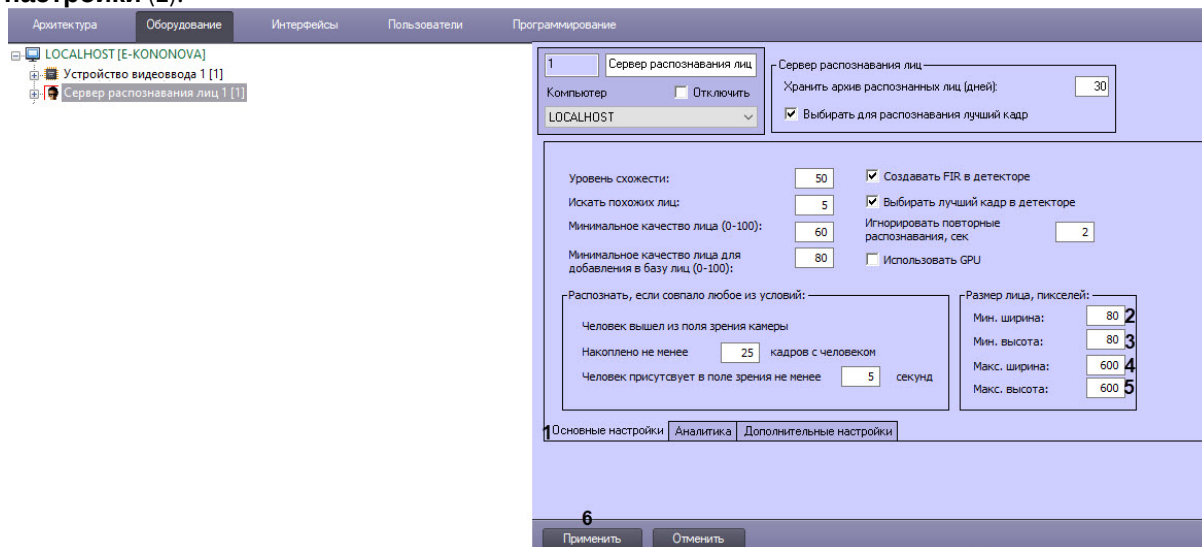 настройки (2).
Архитектура Оборудование Интерфейсы Пользователи Программирование
LOCALHOST [E-KONONOVA]
Устройство видеоввода 1 [1]
Сервер распознавания лиц 1 [1]
1 Сервер распознавания лиц
Компьютер Отключить
LOCALHOST
Сервер распознавания лиц
Хранить архив распознанных лиц (дней): 30
Выбирать для распознавания лучший кадр
Уровень схожести: 50
Искать похожих лиц: 5
Минимальное качество лица (0-100): 60
Минимальное качество лица для
добавления в базу лиц (0-100): 80
Создавать FIR в детекторе
Выбирать лучший кадр в детекторе
Игнорировать повторные
распознавания, сек 2
Использовать GPU
Распознать, если совпало любое из условий:
Человек вышел из поля зрения камеры
Накоплено не менее 25 кадров с человеком
Человек присутсвует в поле зрения не менее 5 секунд
Размер лица, пикселей:
Мин. ширина: 80 2
Мин. высота: 80 3
Макс. ширина: 600 4
Макс. высота: 600 5
1 Основные настройки Аналитика Дополнительные настройки
6
Применить Отменить